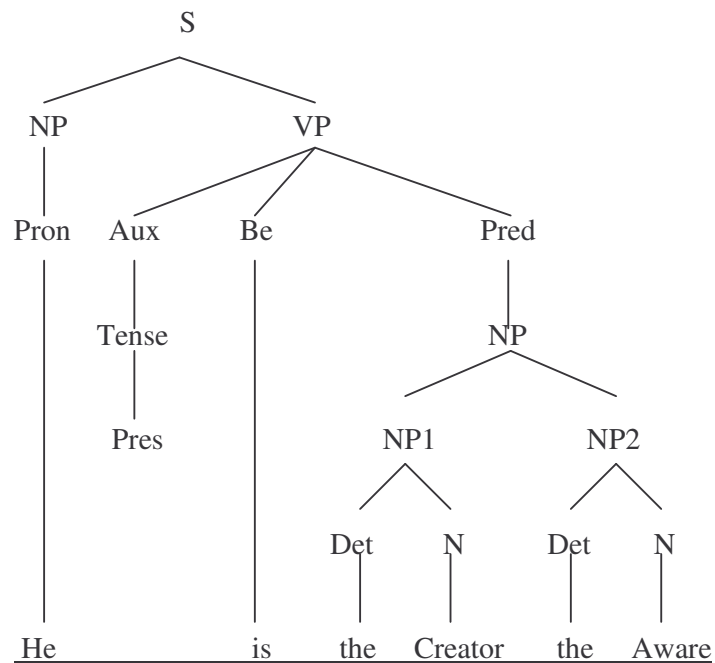 S
NP VP
Pron Aux Be Pred
Tense NP
Pres NP1 NP2
Det N Det N
He is the Creator the Aware